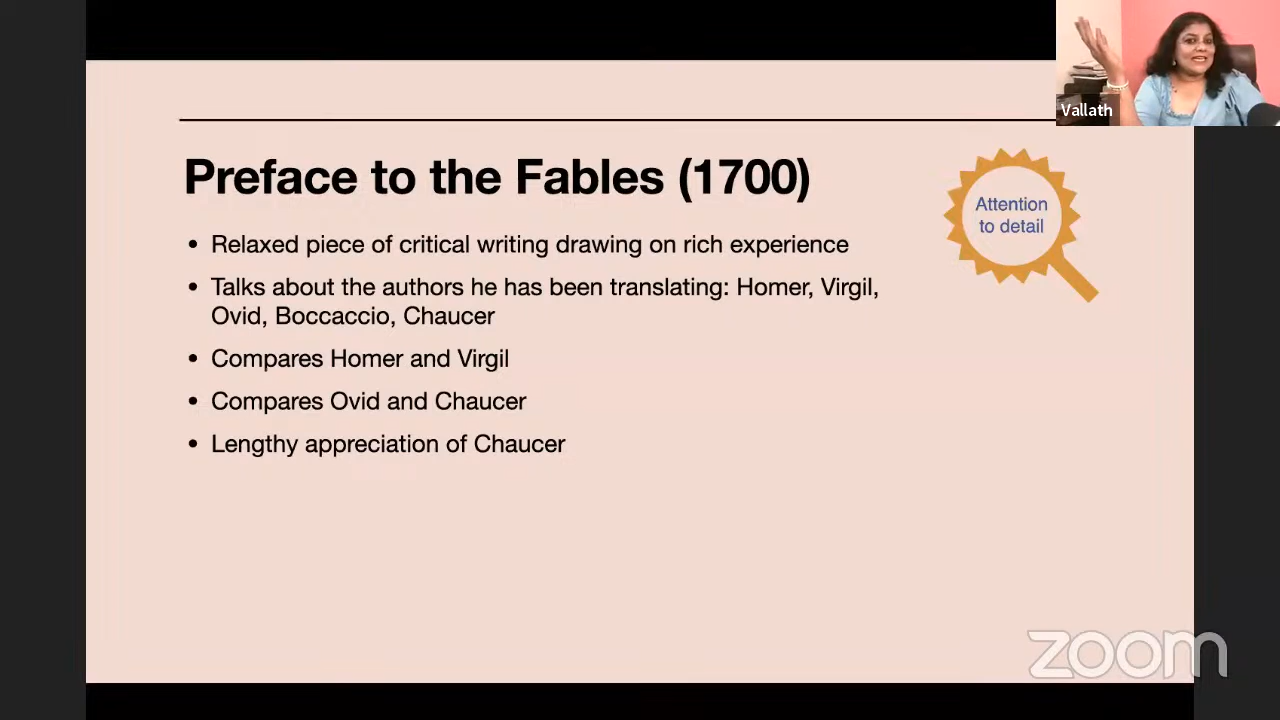 Vallath
Preface to the Fables (1700)
Attention
to detail
• Relaxed piece of critical writing drawing on rich experience
• Talks about the authors he has been translating: Homer, Virgil,
Ovid, Boccaccio, Chaucer
• Compares Homer and Virgil
• Compares Ovid and Chaucer
• Lengthy appreciation of Chaucer
zoom